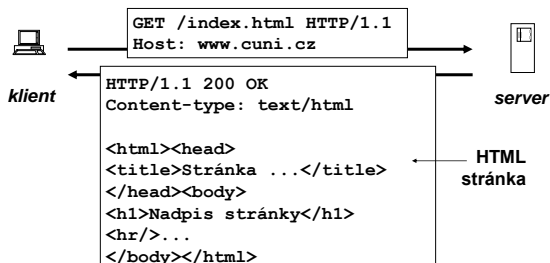 GET /index.html HTTP/1.1
Host: www.cuni.cz
klient
server
HTTP/1.1 200 OK
Content-type: text/html
<html><head>
<title>Stránka ...</title>
</head><body>
<h1>Nadpis stránky</h1>
<hr/>...
</body></html>
HTML
stránka